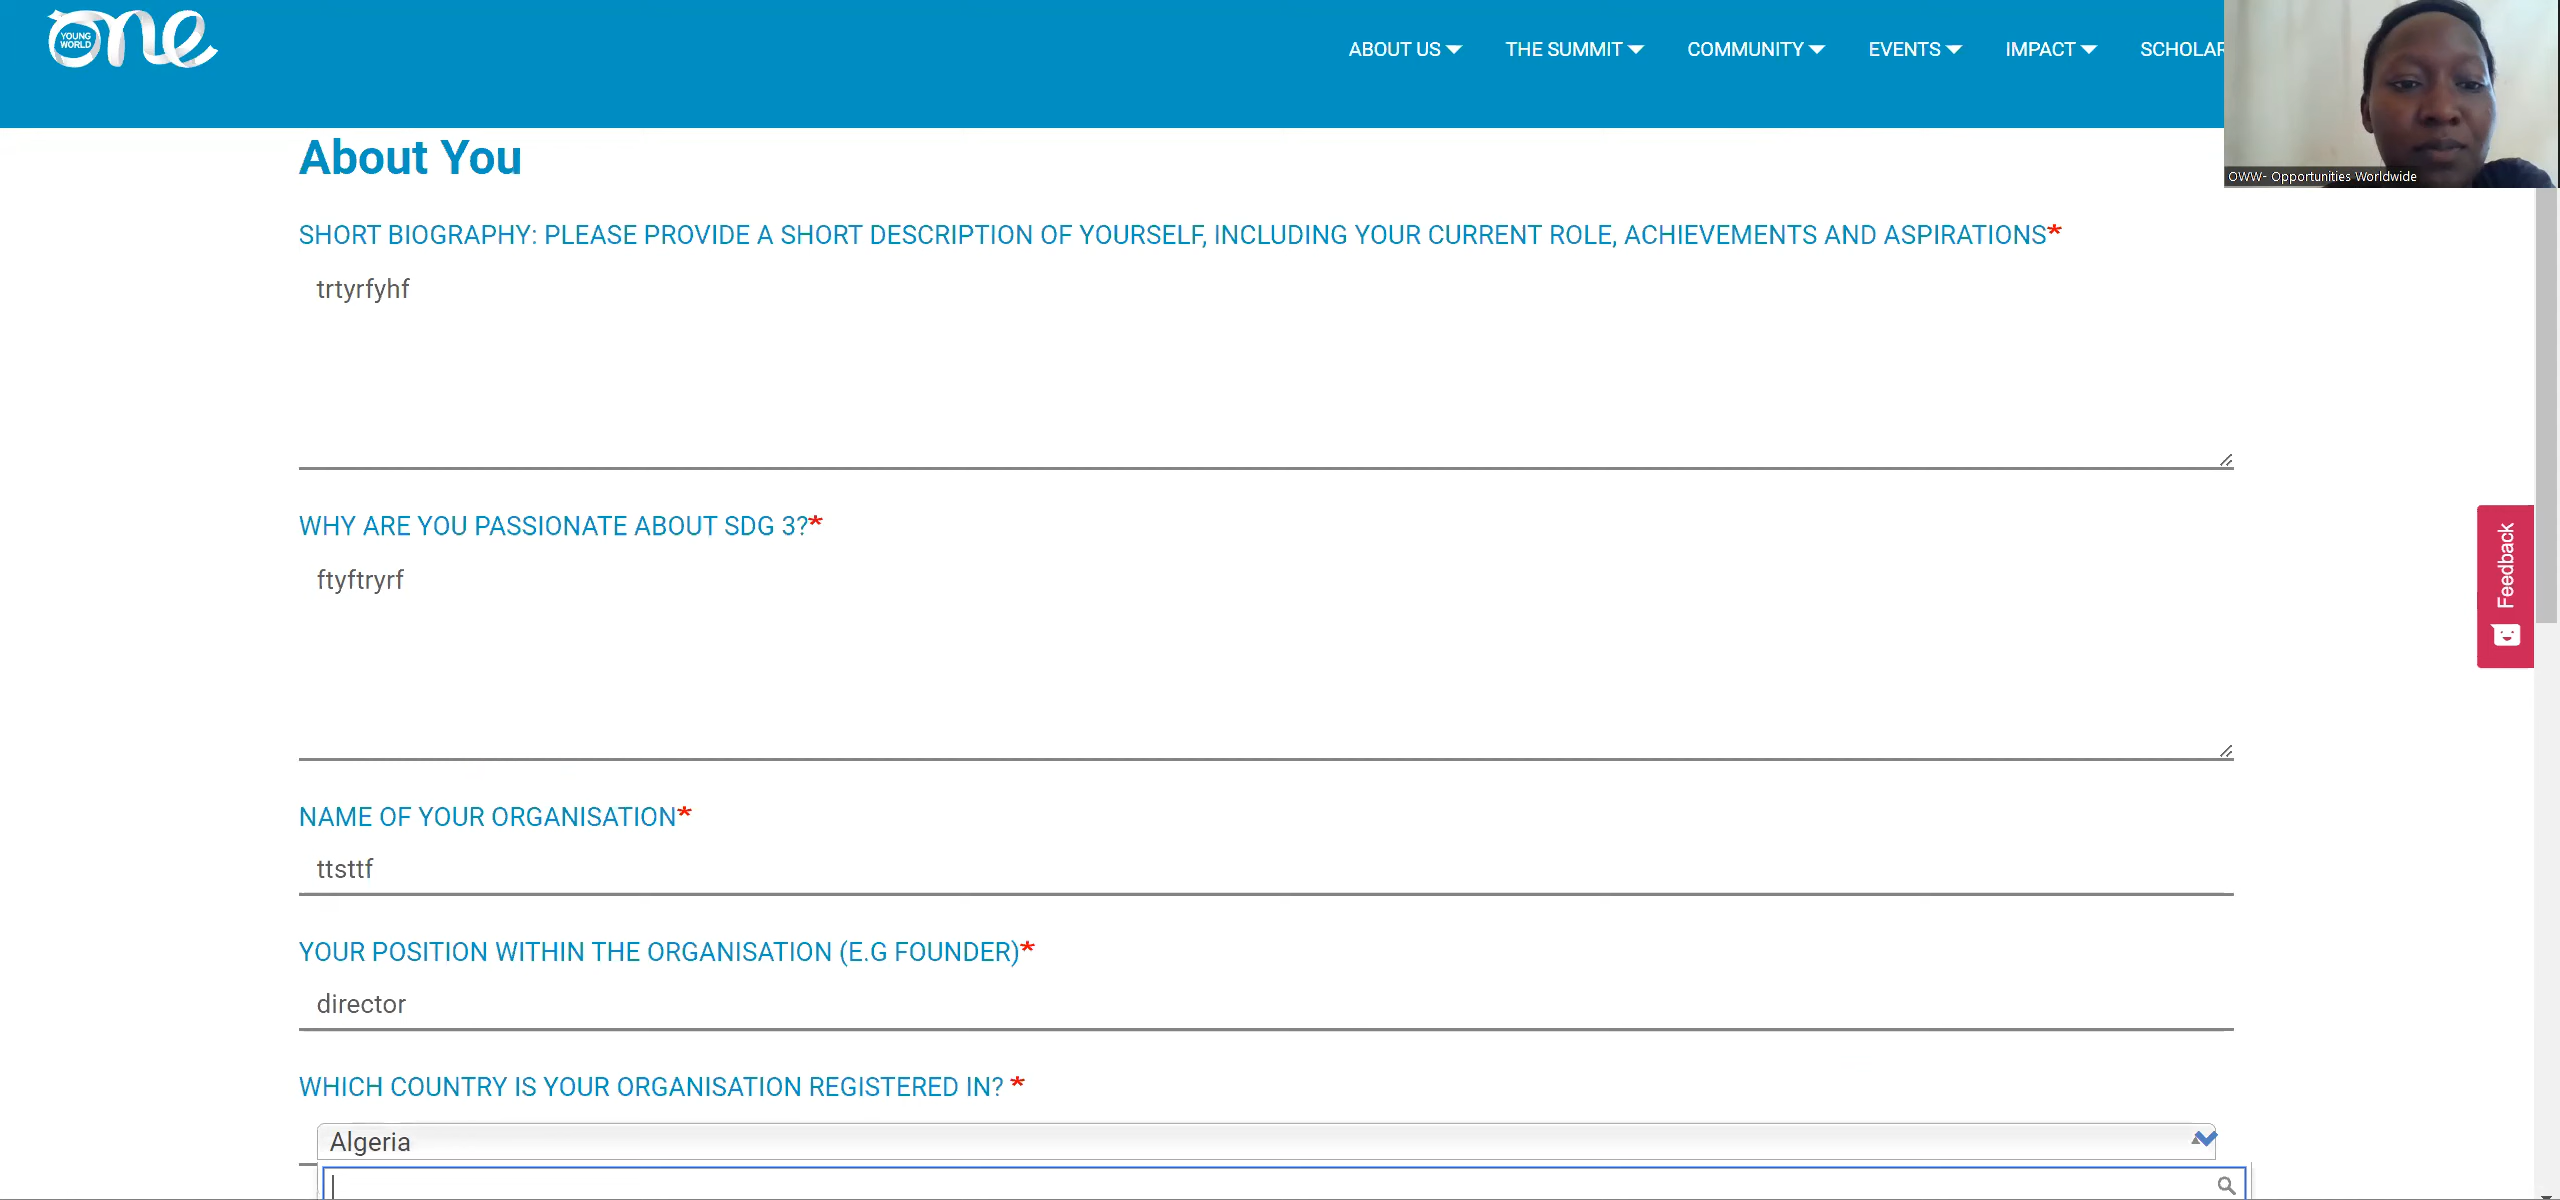 one
YOUNG
WORLD
ABOUT US
THE SUMMIT
COMMUNITY
EVENTS
IMPACT
SCHOLAR
OWW- Opportunities Worldwide
About You
SHORT BIOGRAPHY: PLEASE PROVIDE A SHORT DESCRIPTION OF YOURSELF, INCLUDING YOUR CURRENT ROLE, ACHIEVEMENTS AND ASPIRATIONS*
trtyrfyhf
WHY ARE YOU PASSIONATE ABOUT SDG 3?*
ftyftryrf
Feedback
NAME OF YOUR ORGANISATION*
ttsttf
YOUR POSITION WITHIN THE ORGANISATION (E.G FOUNDER)*
director
WHICH COUNTRY IS YOUR ORGANISATION REGISTERED IN? *
Algeria